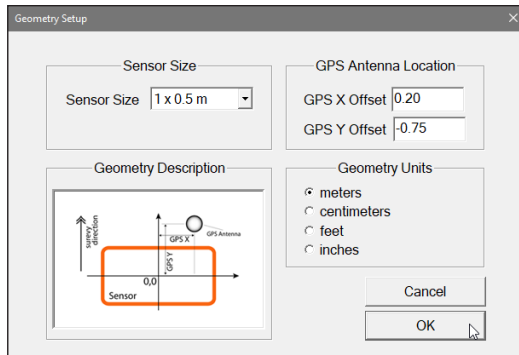 Geometry Setup
Sensor Size
Sensor Size 1 x 0.5 m
GPS Antenna Location
GPS X Offset 0.20
GPS Y Offset -0.75
Geometry Description
surevy
direction
GPS X
GPS Antenna
GPS Y
0,0
Sensor
Geometry Units
meters
centimeters
feet
inches
Cancel
OK